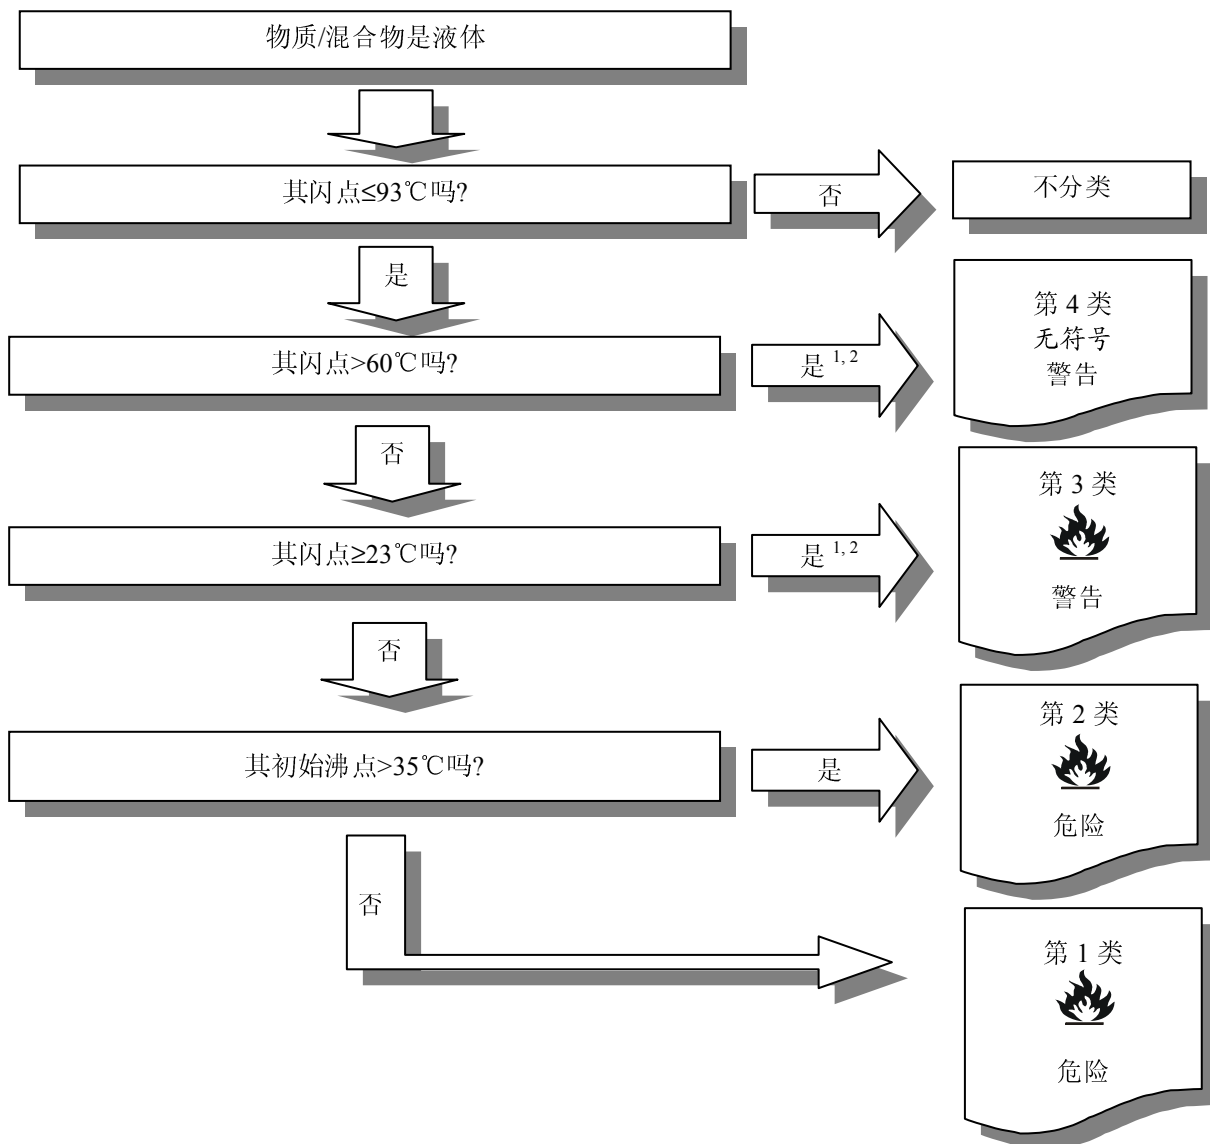 物质/混合物是液体
其闪点≤93℃吗?
否
不分类
是
第 4 类
无符号
警告
其闪点>60℃吗?
是 1, 2
否
第 3 类
警告
其闪点≥23℃吗?
是 1, 2
否
第 2 类
危险
其初始沸点>35℃吗?
是
否
第 1 类
危险